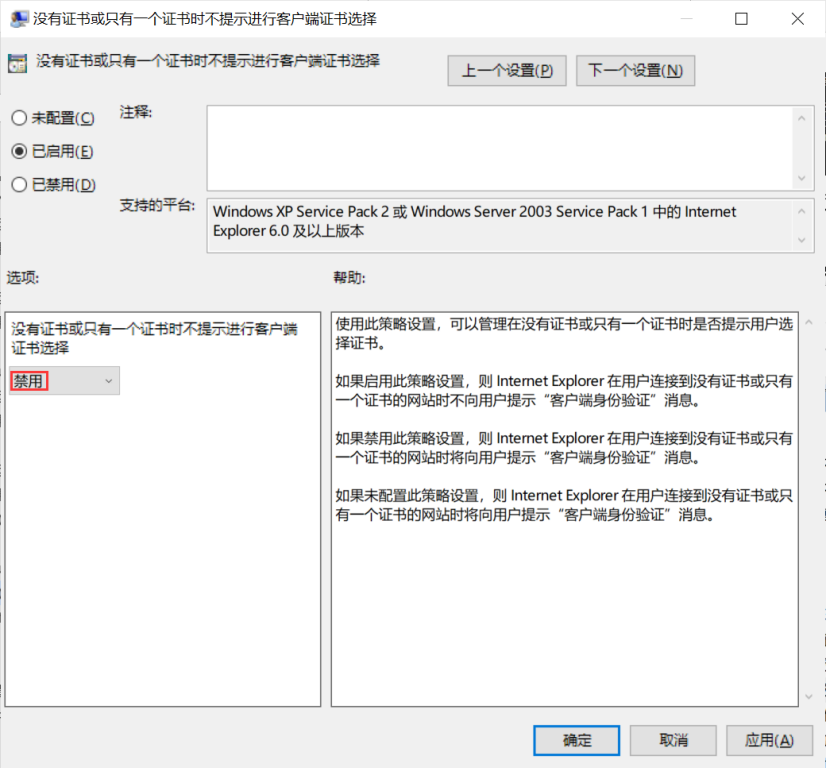 没有证书或只有一个证书时不提示进行客户端证书选择
没有证书或只有一个证书时不提示进行客户端证书选择
上一个设置(P)
下一个设置(N)
未配置(C)
已启用(E)
已禁用(D)
注释:
支持的平台:
Windows XP Service Pack 2 或 Windows Server 2003 Service Pack 1 中的 Internet
Explorer 6.0 及以上版本
选项:
帮助:
没有证书或只有一个证书时不提示进行客户端
证书选择
禁用
使用此策略设置，可以管理在没有证书或只有一个证书时是否提示用户选
择证书。
如果启用此策略设置，则 Internet Explorer 在用户连接到没有证书或只有
一个证书的网站时不向用户提示“客户端身份验证”消息。
如果禁用此策略设置，则 Internet Explorer 在用户连接到没有证书或只有
一个证书的网站时将向用户提示“客户端身份验证”消息。
如果未配置此策略设置，则 Internet Explorer 在用户连接到没有证书或只
有一个证书的网站时将向用户提示“客户端身份验证”消息。
确定
取消
应用(A)